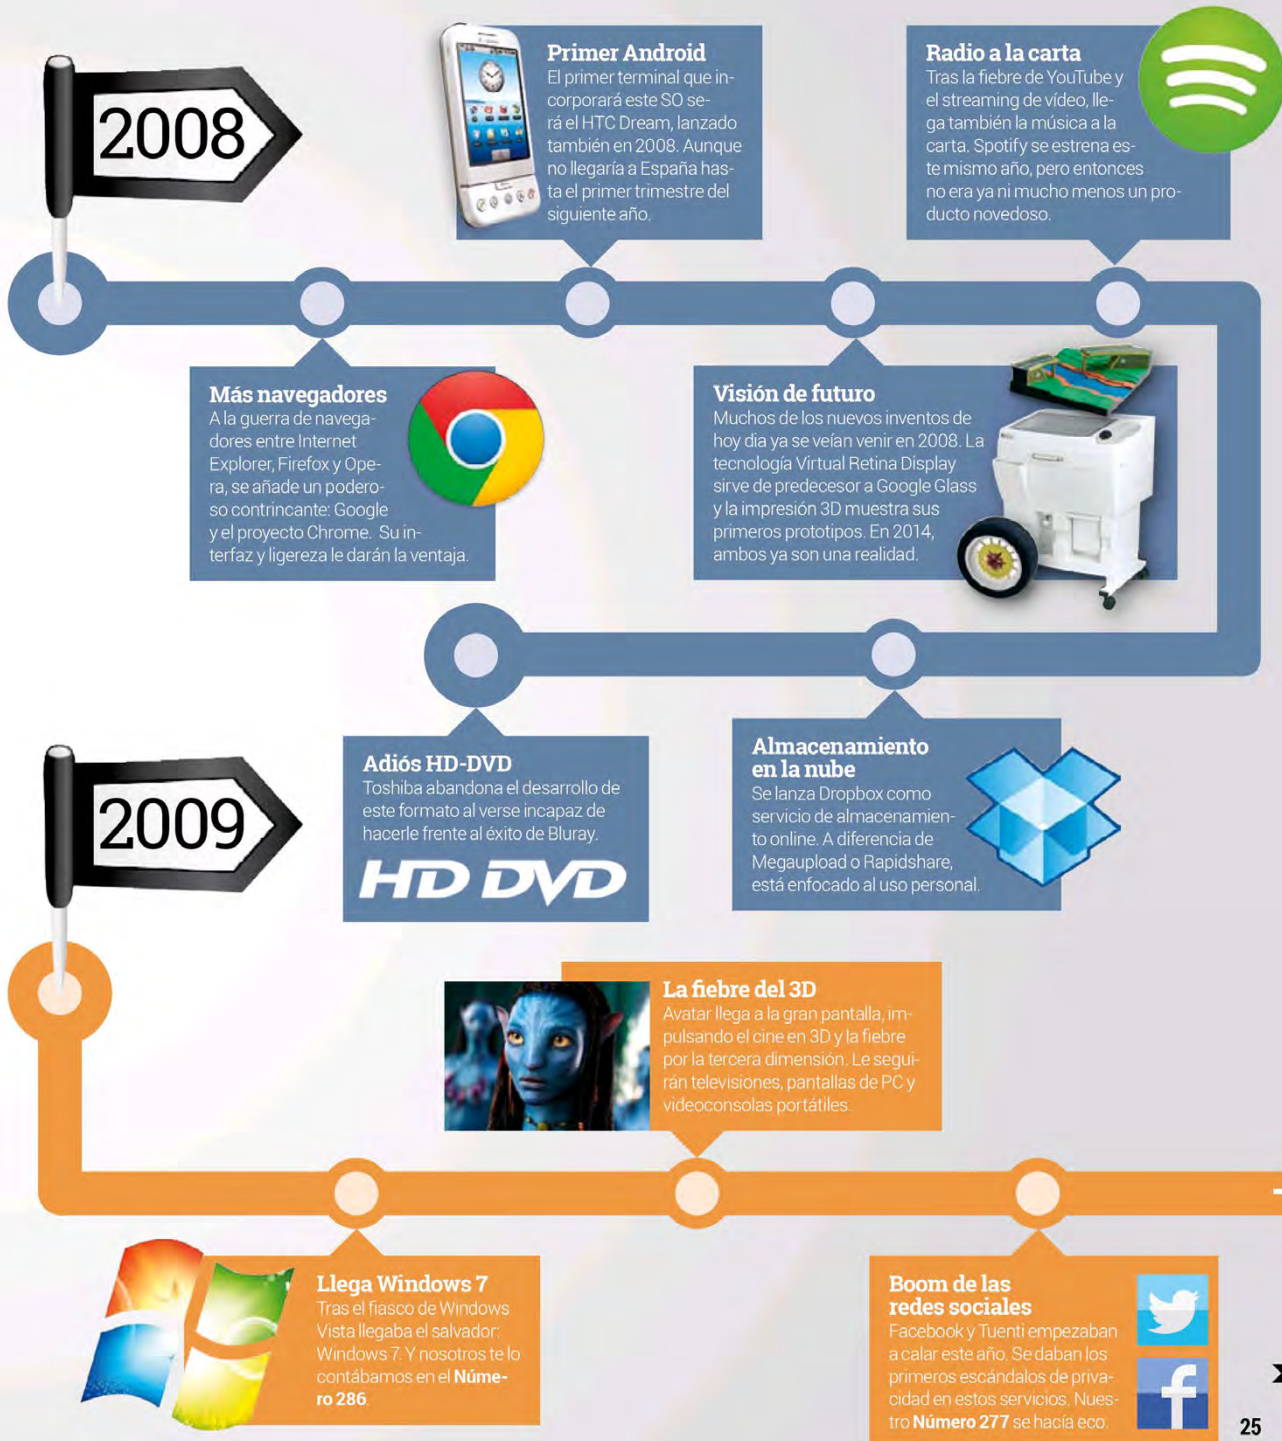 2008
Primer Android
El primer terminal que in-
corporará este SO se-
rá el HTC Dream, lanzado
también en 2008. Aunque
no llegaría a España has-
ta el primer trimestre del
siguiente año.
Radio a la carta
Tras la fiebre de YouTube y
el streaming de vídeo, lle-
ga también la música a la
carta. Spotify se estrena es-
te mismo año, pero entonces
no era ya ni mucho menos un pro-
ducto novedoso.
Más navegadores
A la guerra de navega-
dores entre Internet
Explorer, Firefox y Ope-
ra, se añade un podero-
so contrincante: Google
y el proyecto Chrome. Su in-
terfaz y ligereza le darán la ventaja.
Visión de futuro
Muchos de los nuevos inventos de
hoy dia ya se veían venir en 2008. La
tecnología Virtual Retina Display
sirve de predecesor a Google Glass
y la impresión 3D muestra sus
primeros prototipos. En 2014,
ambos ya son una realidad.
Adiós HD-DVD
Toshiba abandona el desarrollo de
este formato al verse incapaz de
hacerle frente al éxito de Bluray.
HD DVD
Almacenamiento
en la nube
Se lanza Dropbox como
servicio de almacenamien-
to online. A diferencia de
Megaupload o Rapidshare,
está enfocado al uso personal.
2009
La fiebre del 3D
Avatar llega a la gran pantalla, im-
pulsando el cine en 3D y la fiebre
por la tercera dimensión. Le segui-
rán televisiones, pantallas de PC y
videoconsolas portátiles.
Llega Windows 7
Tras el fiasco de Windows
Vista llegaba el salvador:
Windows 7. Y nosotros te lo
contábamos en el Núme-
ro 286.
Boom de las
redes sociales
Facebook y Tuenti empezaban
a calar este año. Se daban los
primeros escándalos de priva-
cidad en estos servicios. Nues-
tro Número 277 se hacía eco.
25